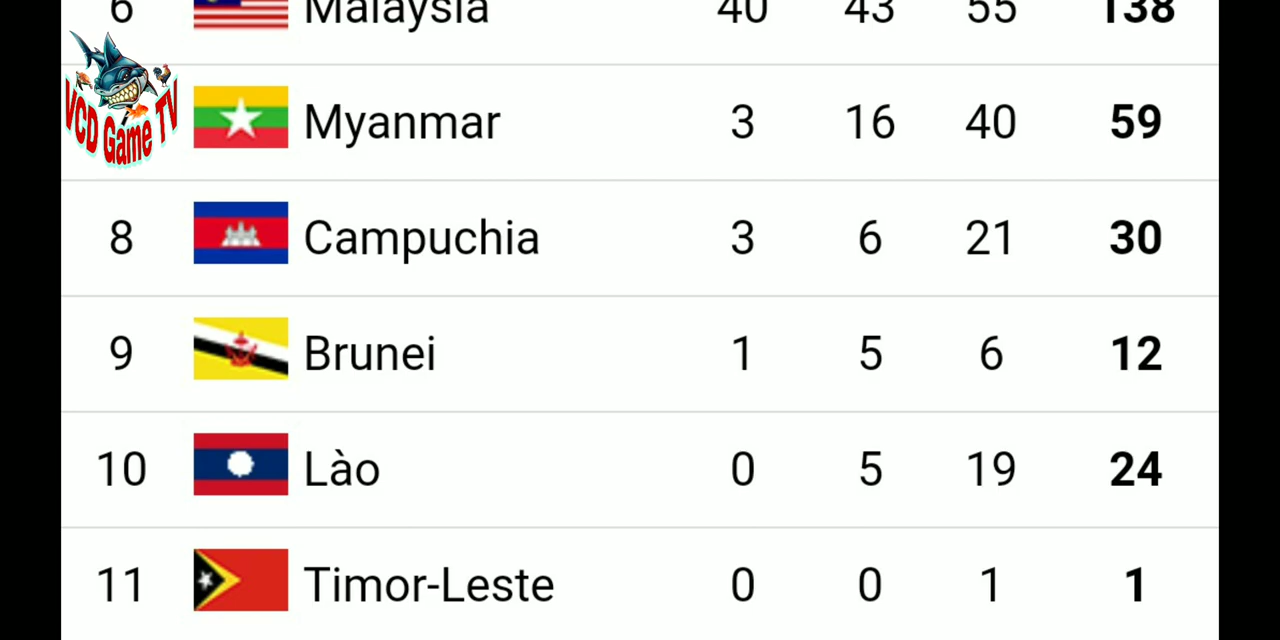 6 Malaysia 40 43 55 138
VCD Game TV
Myanmar 3 16 40 59
8 Campuchia 3 6 21 30
9 Brunei 1 5 6 12
10 Lào 0 5 19 24
11 Timor-Leste 0 0 1 1